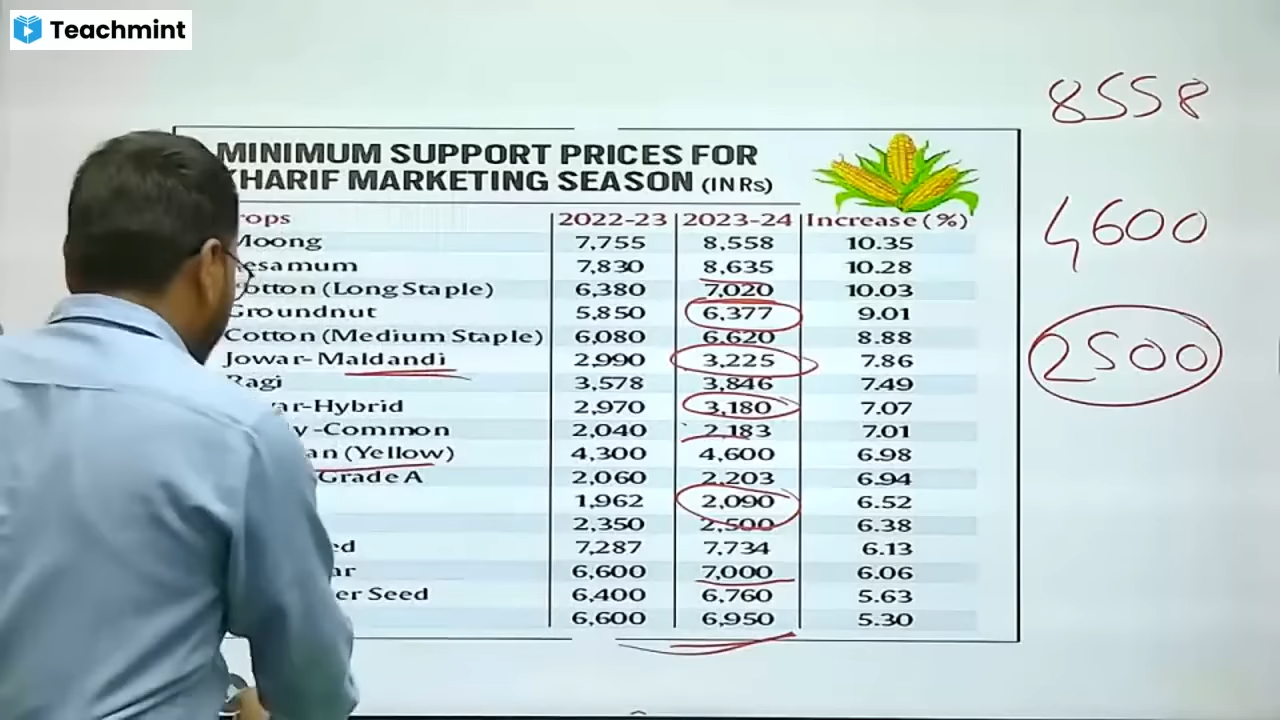 Teachmint
MINIMUM SUPPORT PRICES FOR
KHARIF MARKETING SEASON (IN Rs)
rops 2022-23 2023-24 Increase (%)
Moong 7,755 8,558 10.35
esamum 7,830 8,635 10.28
otton (Long Staple) 6,380 7,020 10.03
Groundnut 5,850 6,377 9.01
Cotton (Medium Staple) 6,080 6,620 8.88
Jowar- Maldandi 2,990 3,225 7.86
Ragi 3,578 3,846 7.49
ar-Hybrid 2,970 3,180 7.07
y -Common 2,040 2,183 7.01
an (Yellow) 4,300 4,600 6.98
Grade A 2,060 2,203 6.94
1,962 2,090 6.52
2,350 2,500 6.38
ed 7,287 7,734 6.13
ar 6,600 7,000 6.06
er Seed 6,400 6,760 5.63
6,600 6,950 5.30
8558
4600
2500